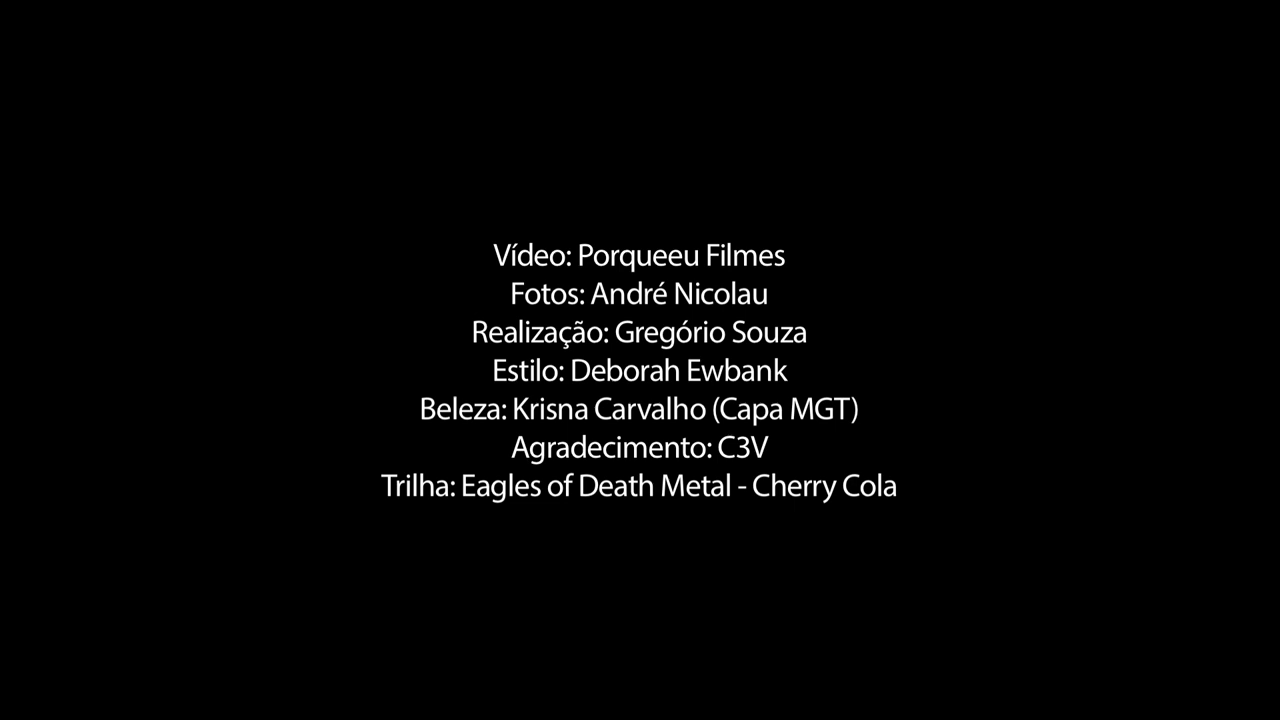 Vídeo: Porqueeu Filmes
Fotos: André Nicolau
Realização: Gregório Souza
Estilo: Deborah Ewbank
Beleza: Krisna Carvalho (Capa MGT)
Agradecimento: C3V
Trilha: Eagles of Death Metal - Cherry Cola